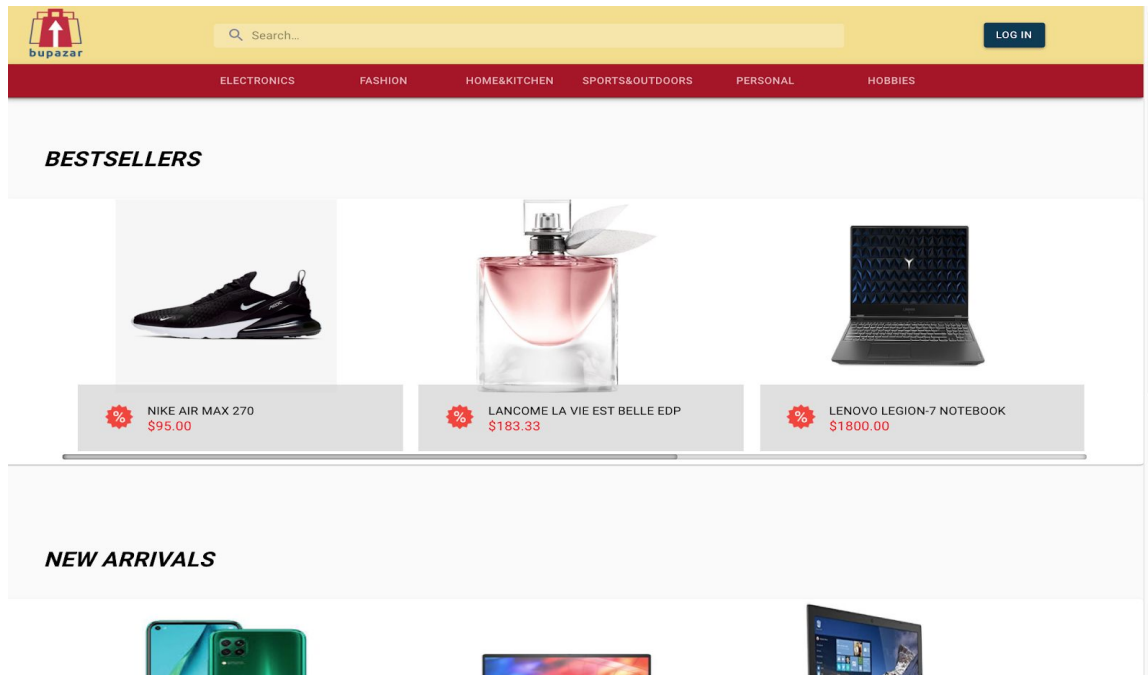 bupazar
Search...
LOG IN
ELECTRONICS FASHION HOME&KITCHEN SPORTS&OUTDOORS PERSONAL HOBBIES
BESTSELLERS
% NIKE AIR MAX 270
$95.00
% LANCOME LA VIE EST BELLE EDP
$183.33
% LENOVO LEGION-7 NOTEBOOK
$1800.00
NEW ARRIVALS